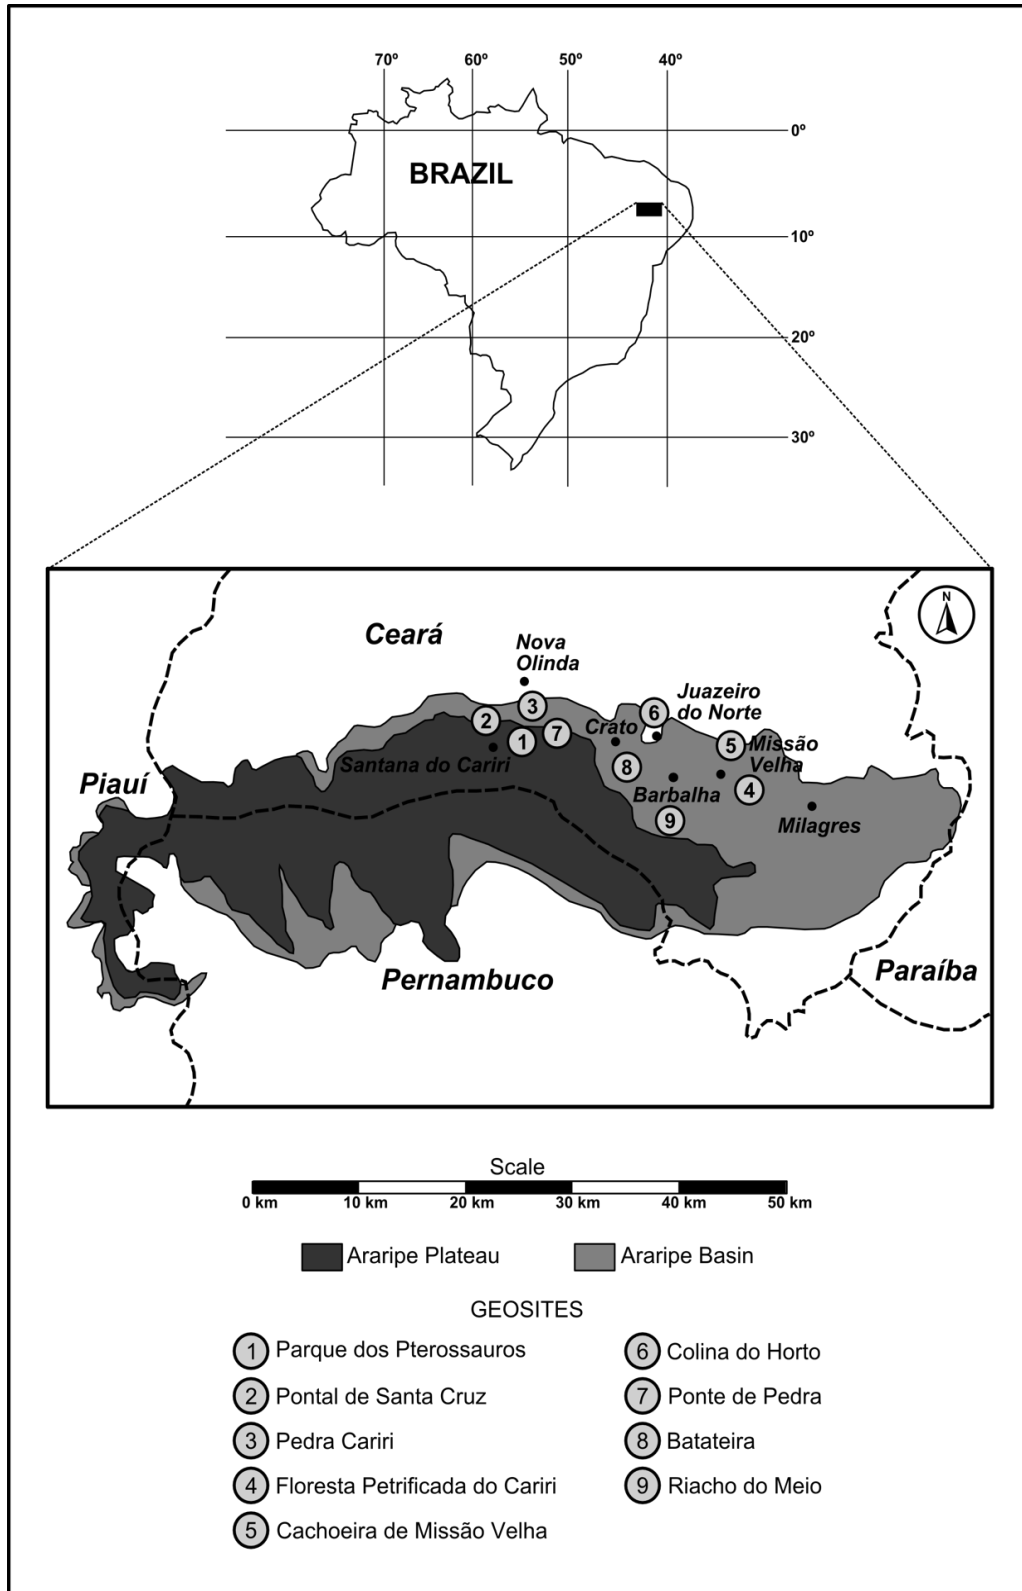 70º 60º 50º 40º
0º
BRAZIL
10º
20º
30º
N
Ceará
Nova
Olinda
Juazeiro
do Norte
3
6
2
Crato
7
1
5
Missão
Velha
Santana do Cariri
8
Piauí
Barbalha
4
9
Milagres
Pernambuco
Paraíba
Scale
0 km 10 km 20 km 30 km 40 km 50 km
Araripe Plateau
Araripe Basin
GEOSITES
1 Parque dos Pterossauros
2 Pontal de Santa Cruz
3 Pedra Cariri
4 Floresta Petrificada do Cariri
5 Cachoeira de Missão Velha
6 Colina do Horto
7 Ponte de Pedra
8 Batateira
9 Riacho do Meio